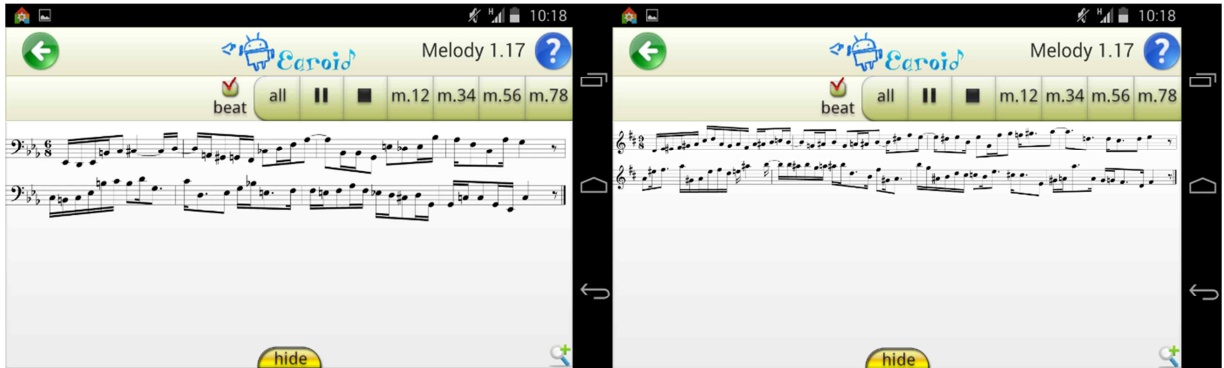 H 10:18
Earoid
Melody 1.17
?
beat
all
m.12 m.34 m.56 m.78
6
8
hide
H 10:18
Earoid
Melody 1.17
?
beat
all
m.12 m.34 m.56 m.78
9
8
hide